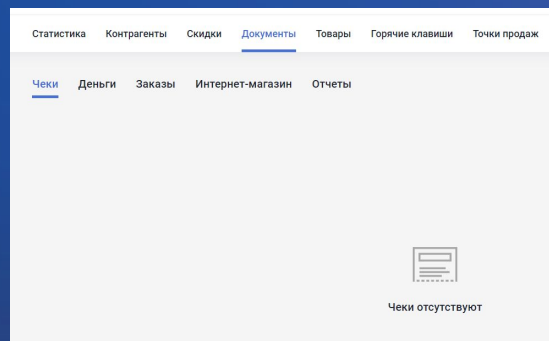 Статистика Контрагенты Скидки Документы Товары Горячие клавиши Точки продаж
Чеки Деньги Заказы Интернет-магазин Отчеты
Чеки отсутствуют